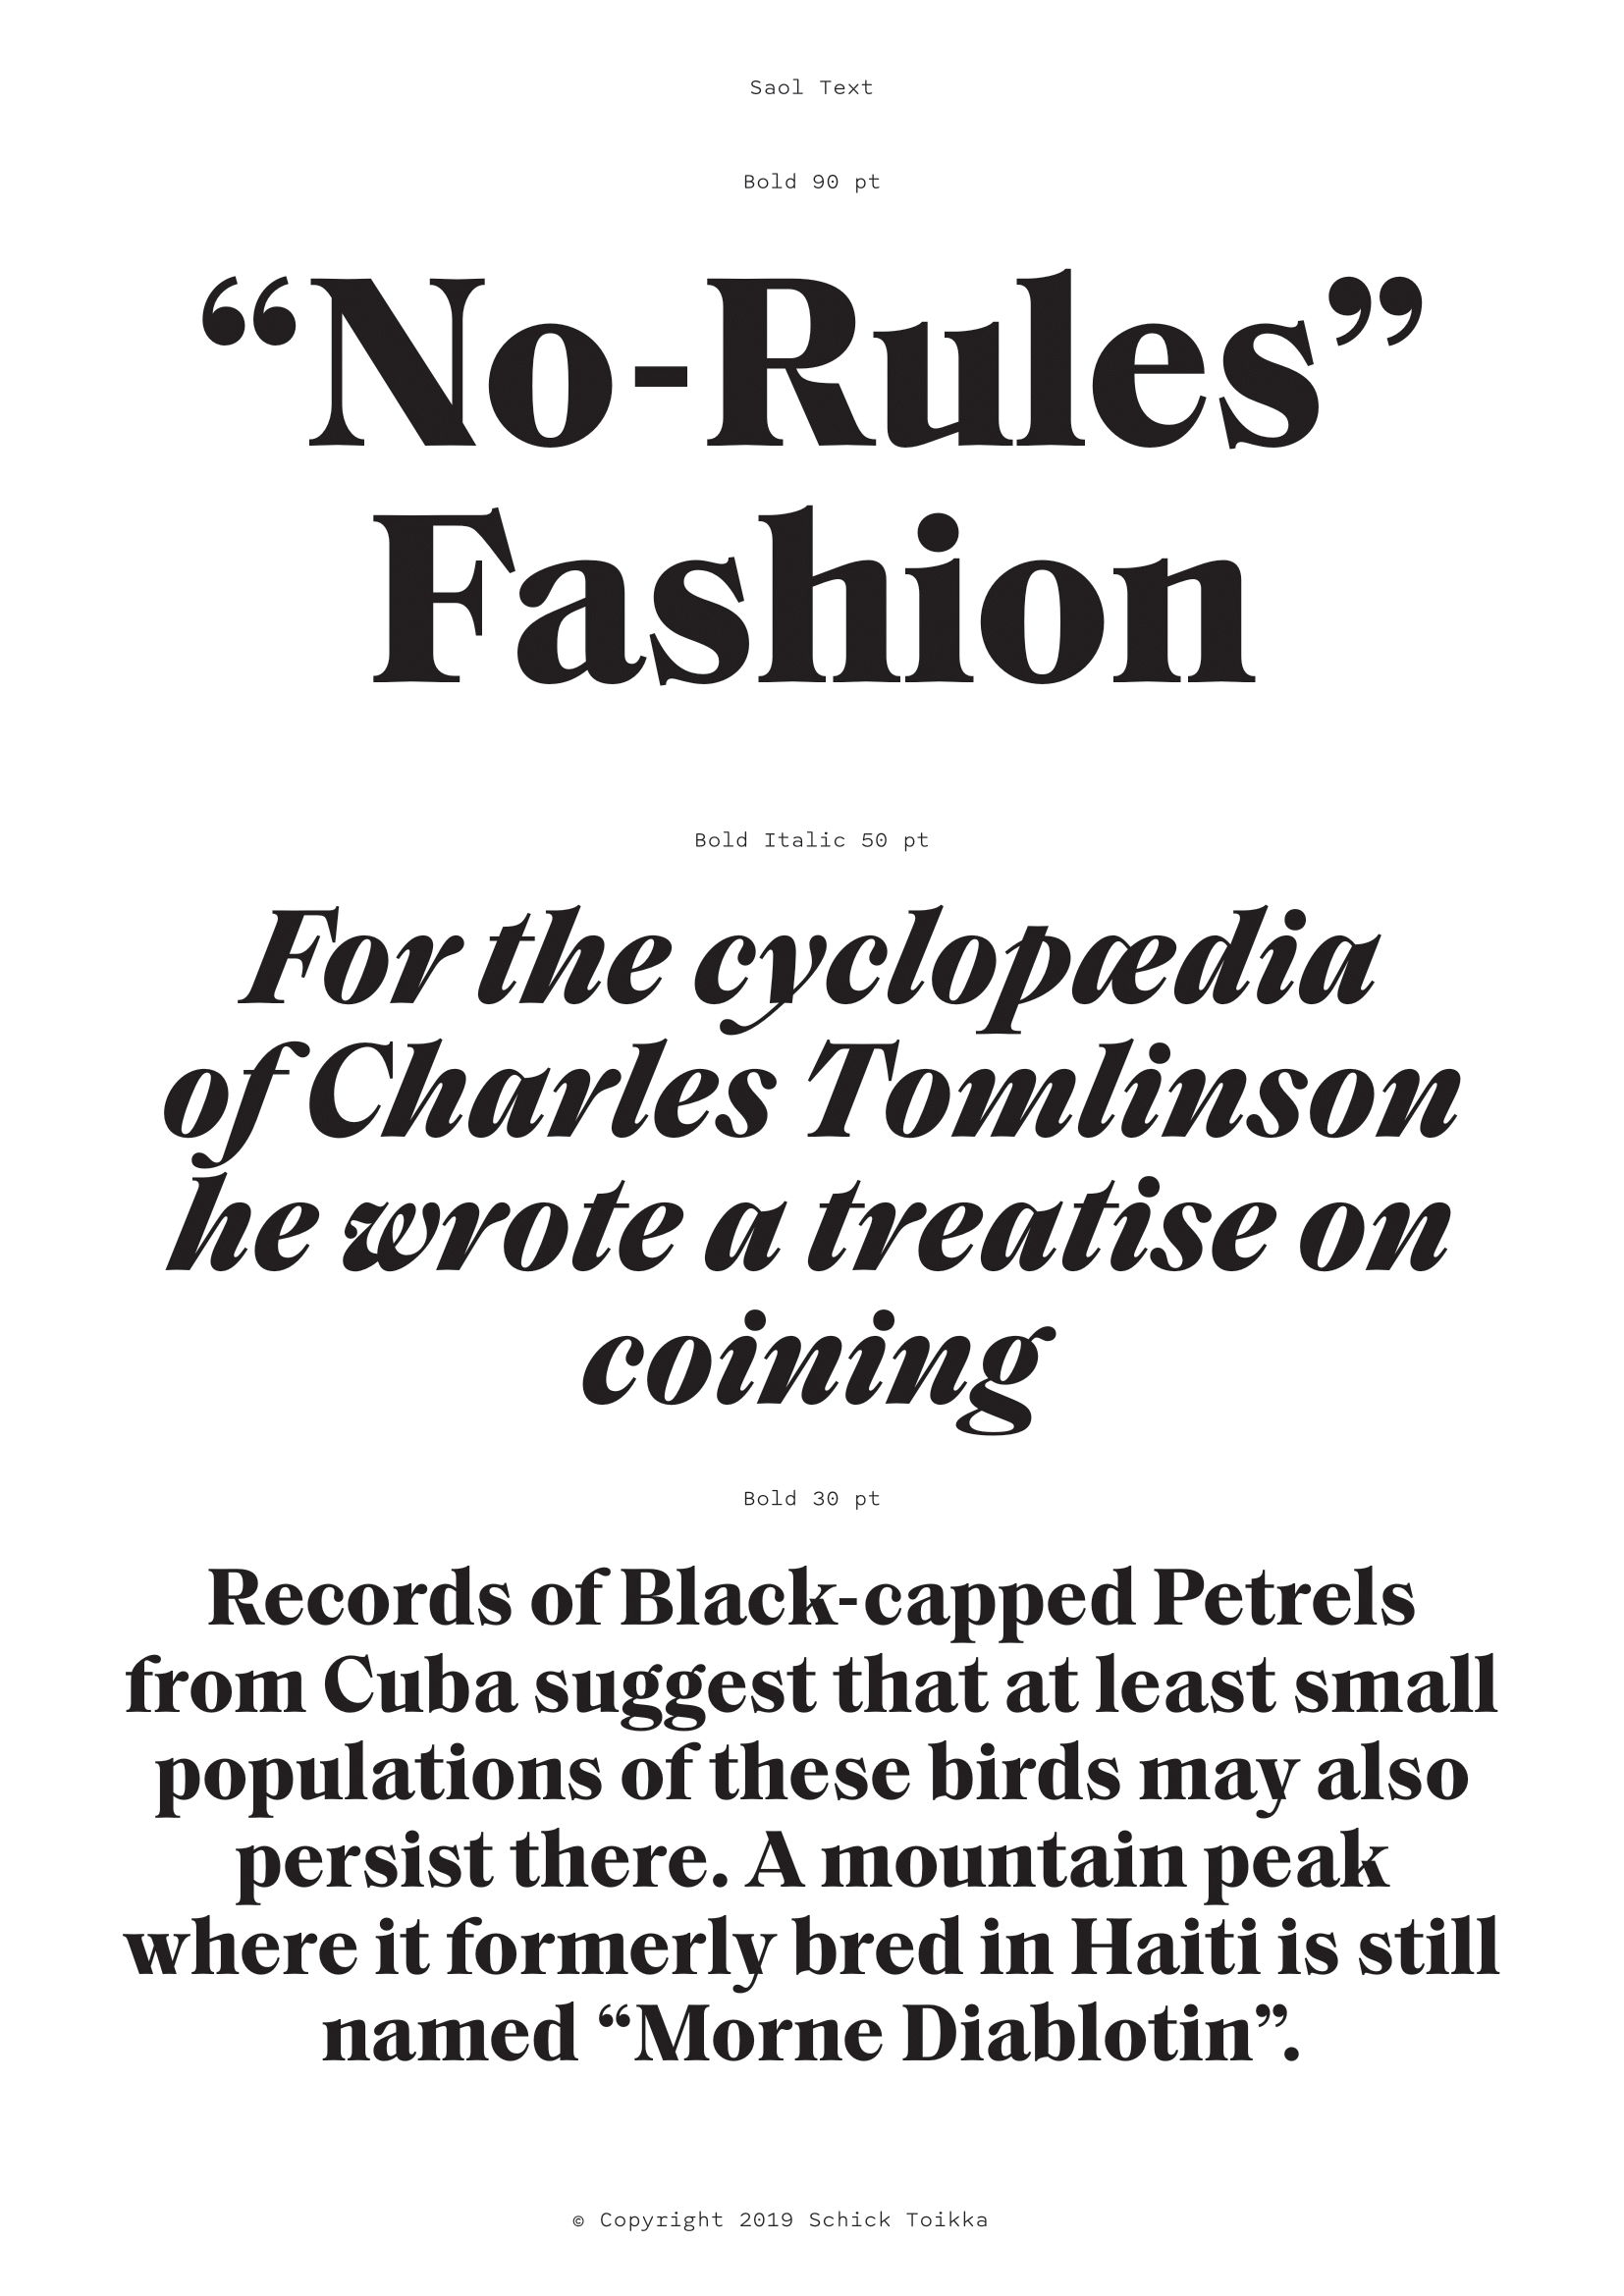 Saol Text
Bold 90 pt
“No-Rules”
Fashion
Bold Italic 50 pt
For the cyclopædia
of Charles Tomlinson
he wrote a treatise on
coining
Bold 30 pt
Records of Black-capped Petrels
from Cuba suggest that at least small
populations of these birds may also
persist there. A mountain peak
where it formerly bred in Haiti is still
named “Morne Diablotin”.
© Copyright 2019 Schick Toikka